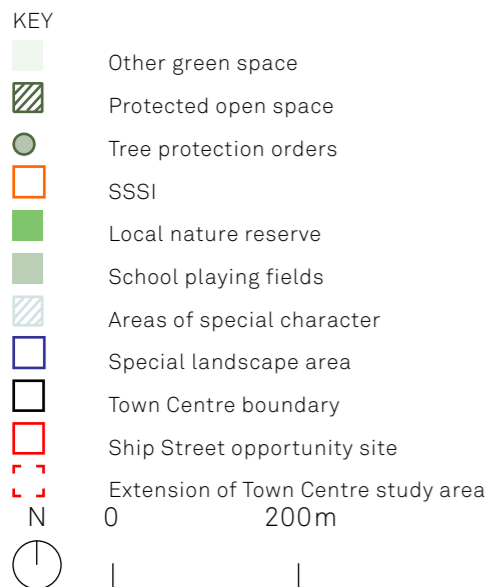 KEY
Other green space
Protected open space
Tree protection orders
SSSI
Local nature reserve
School playing fields
Areas of special character
Special landscape area
Town Centre boundary
Ship Street opportunity site
Extension of Town Centre study area
N 0 200m